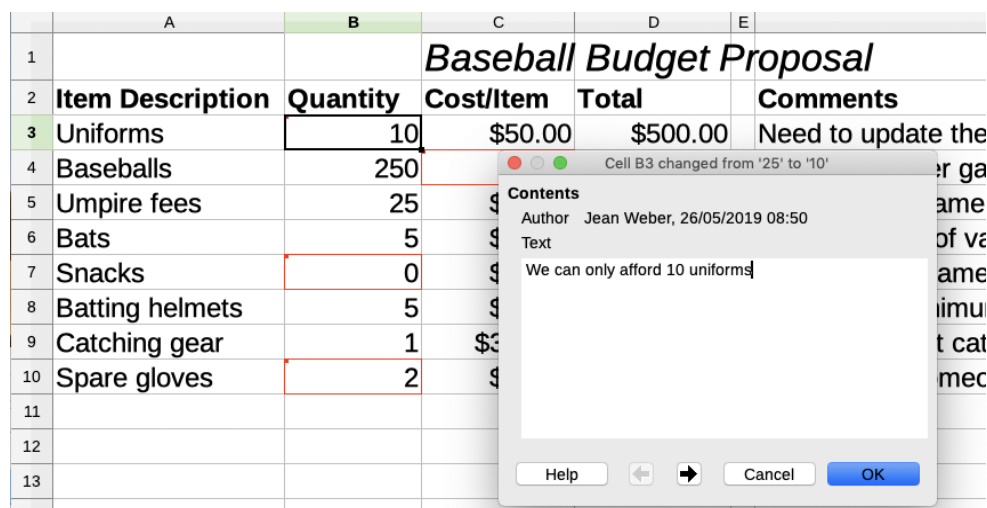 A B C D E
1 Baseball Budget Proposal
2 Item Description Quantity Cost/Item Total Comments
3 Uniforms 10 $50.00 $500.00 Need to update the
4 Baseballs 250
5 Umpire fees 25 $
6 Bats 5 $
7 Snacks 0 $
8 Batting helmets 5 $
9 Catching gear 1 $3
10 Spare gloves 2 $
11
12
13
Cell B3 changed from '25' to '10'
Contents
Author Jean Weber, 26/05/2019 08:50
Text
We can only afford 10 uniforms
Help Cancel OK